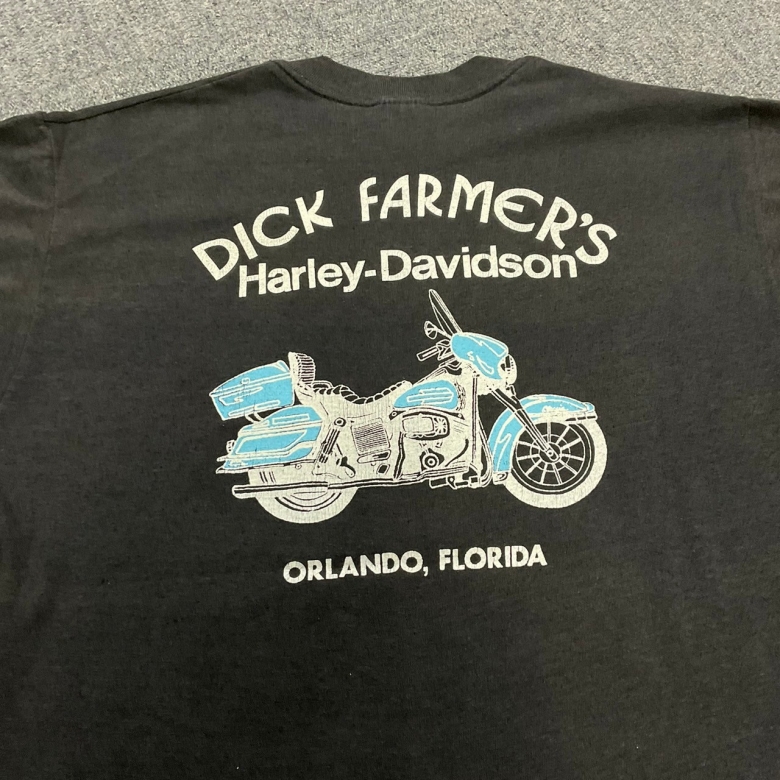 DICK FARMER'S
Harley-Davidson
ORLANDO, FLORIDA